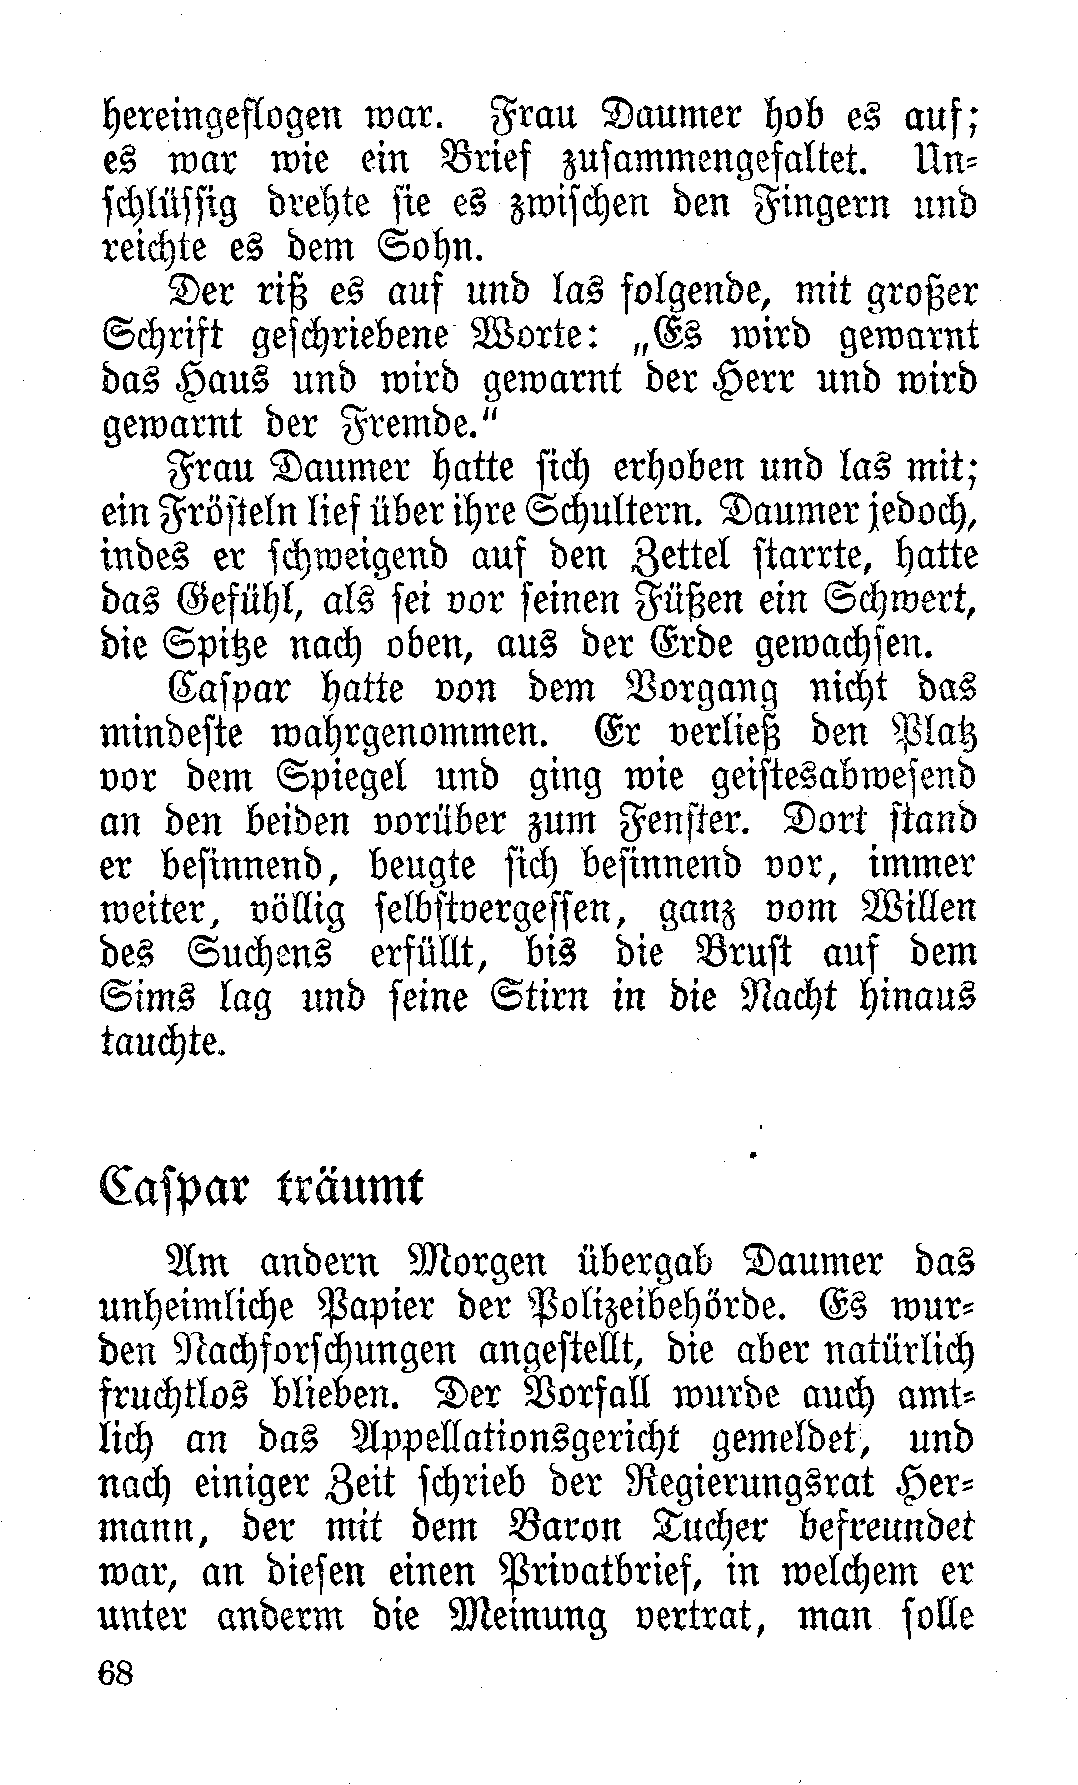 hereingeflogen war. Frau Daumer hob es auf;
es war wie ein Brief zusammengefaltet. Un-
schlüssig drehte sie es zwischen den Fingern und
reichte es dem Sohn.
Der riß es auf und las folgende, mit großer
Schrift geschriebene Worte: „Es wird gewarnt
das Haus und wird gewarnt der Herr und wird
gewarnt der Fremde.“
Frau Daumer hatte sich erhoben und las mit;
ein Frösteln lief über ihre Schultern. Daumer jedoch,
indes er schweigend auf den Zettel starrte, hatte
das Gefühl, als sei vor seinen Füßen ein Schwert,
die Spitze nach oben, aus der Erde gewachsen.
Caspar hatte von dem Vorgang nicht das
mindeste wahrgenommen. Er verließ den Platz
vor dem Spiegel und ging wie geistesabwesend
an den beiden vorüber zum Fenster. Dort stand
er besinnend, beugte sich besinnend vor, immer
weiter, völlig selbstvergessen, ganz vom Willen
des Suchens erfüllt, bis die Brust auf dem
Sims lag und seine Stirn in die Nacht hinaus
tauchte.
Caspar träumt
Am andern Morgen übergab Daumer das
unheimliche Papier der Polizeibehörde. Es wur-
den Nachforschungen angestellt, die aber natürlich
fruchtlos blieben. Der Vorfall wurde auch amt-
lich an das Appellationsgericht gemeldet, und
nach einiger Zeit schrieb der Regierungsrat Her-
mann, der mit dem Baron Tucher befreundet
war, an diesen einen Privatbrief, in welchem er
unter anderm die Meinung vertrat, man solle
68